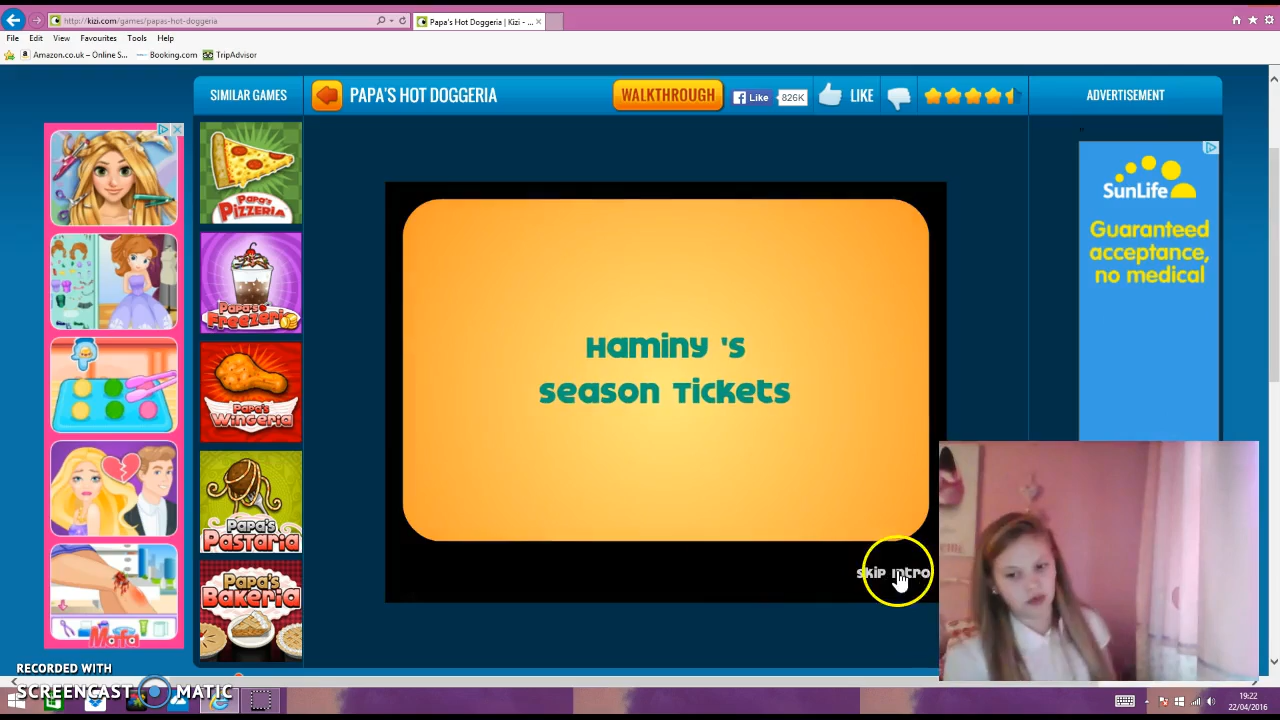 http://kizi.com/games/papas-hot-doggeria
Papa's Hot Doggeria | Kizi - ...
File Edit View Favourites Tools Help
Amazon.co.uk – Online S... Booking.com TripAdvisor
SIMILAR GAMES
PAPA'S HOT DOGGERIA
WALKTHROUGH
Like
826K
LIKE
ADVERTISEMENT
Papa's
PIZZERIA
Papa's
FREEZERI
Papa's
WINGERIA
Papa's
PASTARIA
Papa's
BAKERIA
Haminy 's
Season Tickets
skip intro
SunLife
Guaranteed
acceptance,
no medical
Mafa
RECORDED WITH
SCREENCAST MATIC
19:22
22/04/2016